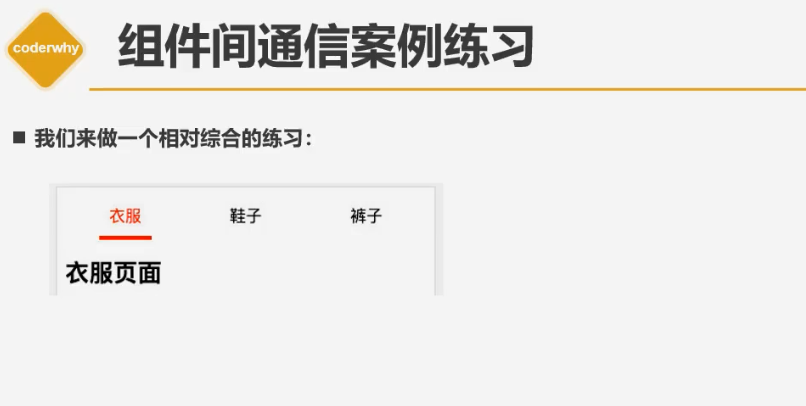 coderwhy
组件间通信案例练习
■ 我们来做一个相对综合的练习：
衣服 鞋子 裤子
衣服页面